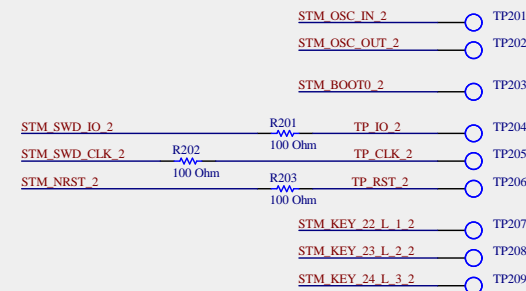 STM_OSC_IN_2 TP201
STM_OSC_OUT_2 TP202
STM_BOOT0_2 TP203
STM_SWD_IO_2 R201 100 Ohm TP_IO_2 TP204
STM_SWD_CLK_2 R202 100 Ohm TP_CLK_2 TP205
STM_NRST_2 R203 100 Ohm TP_RST_2 TP206
STM_KEY_22_L_1_2 TP207
STM_KEY_23_L_2_2 TP208
STM_KEY_24_L_3_2 TP209